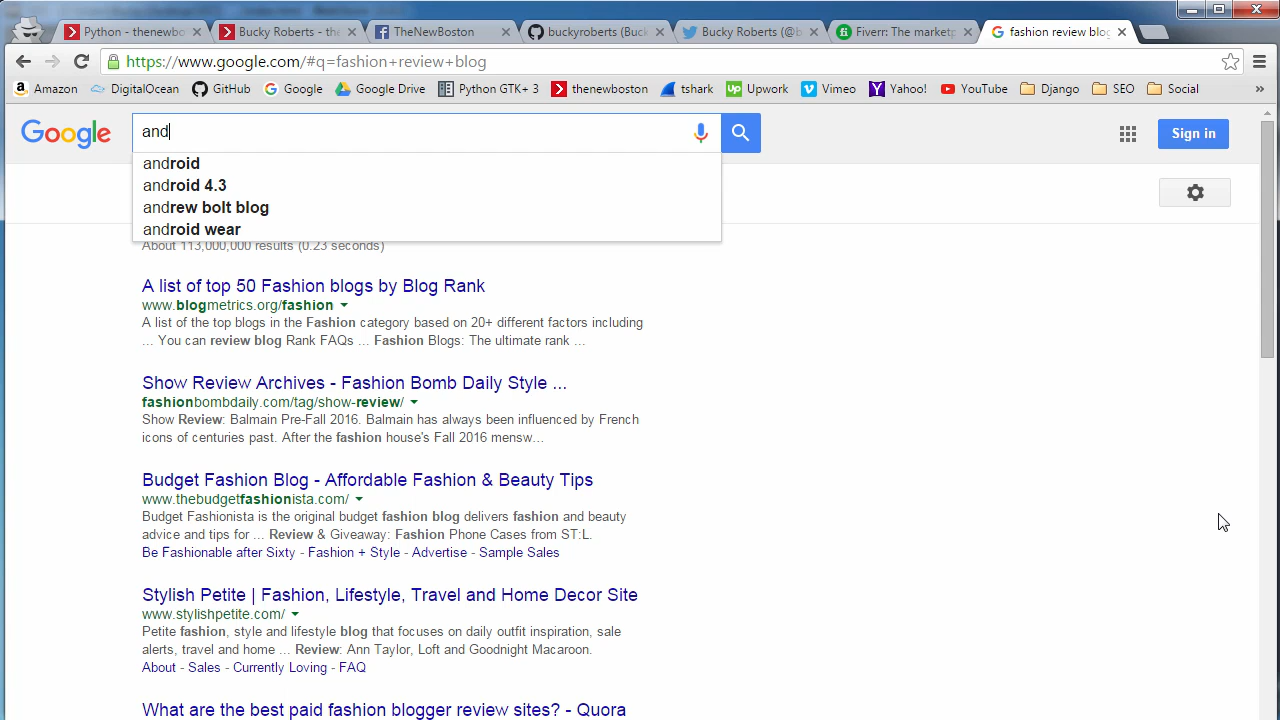 Python - thenewbos
Bucky Roberts - the
TheNewBoston
buckyroberts (Buc
Bucky Roberts (@b
Fiverr: The marketp
fashion review blog
https://www.google.com/#q=fashion+review+blog
Amazon
DigitalOcean
GitHub
Google
Google Drive
Python GTK+ 3
thenewboston
tshark
Up Upwork
Vimeo
Yahoo!
YouTube
Django
SEO
Social
»
Google
and
Sign in
android
android 4.3
andrew bolt blog
android wear
About 113,000,000 results (0.23 seconds)
A list of top 50 Fashion blogs by Blog Rank
www.blogmetrics.org/fashion
A list of the top blogs in the Fashion category based on 20+ different factors including
... You can review blog Rank FAQs ... Fashion Blogs: The ultimate rank ...
Show Review Archives - Fashion Bomb Daily Style ...
fashionbombdaily.com/tag/show-review/
Show Review: Balmain Pre-Fall 2016. Balmain has always been influenced by French
icons of centuries past. After the fashion house's Fall 2016 mensw…
Budget Fashion Blog - Affordable Fashion & Beauty Tips
www.thebudgetfashionista.com/
Budget Fashionista is the original budget fashion blog delivers fashion and beauty
advice and tips for ... Review & Giveaway: Fashion Phone Cases from ST:L.
Be Fashionable after Sixty - Fashion + Style - Advertise - Sample Sales
Stylish Petite | Fashion, Lifestyle, Travel and Home Decor Site
www.stylishpetite.com/
Petite fashion, style and lifestyle blog that focuses on daily outfit inspiration, sale
alerts, travel and home ... Review: Ann Taylor, Loft and Goodnight Macaroon.
About - Sales - Currently Loving - FAQ
What are the best paid fashion blogger review sites? - Quora